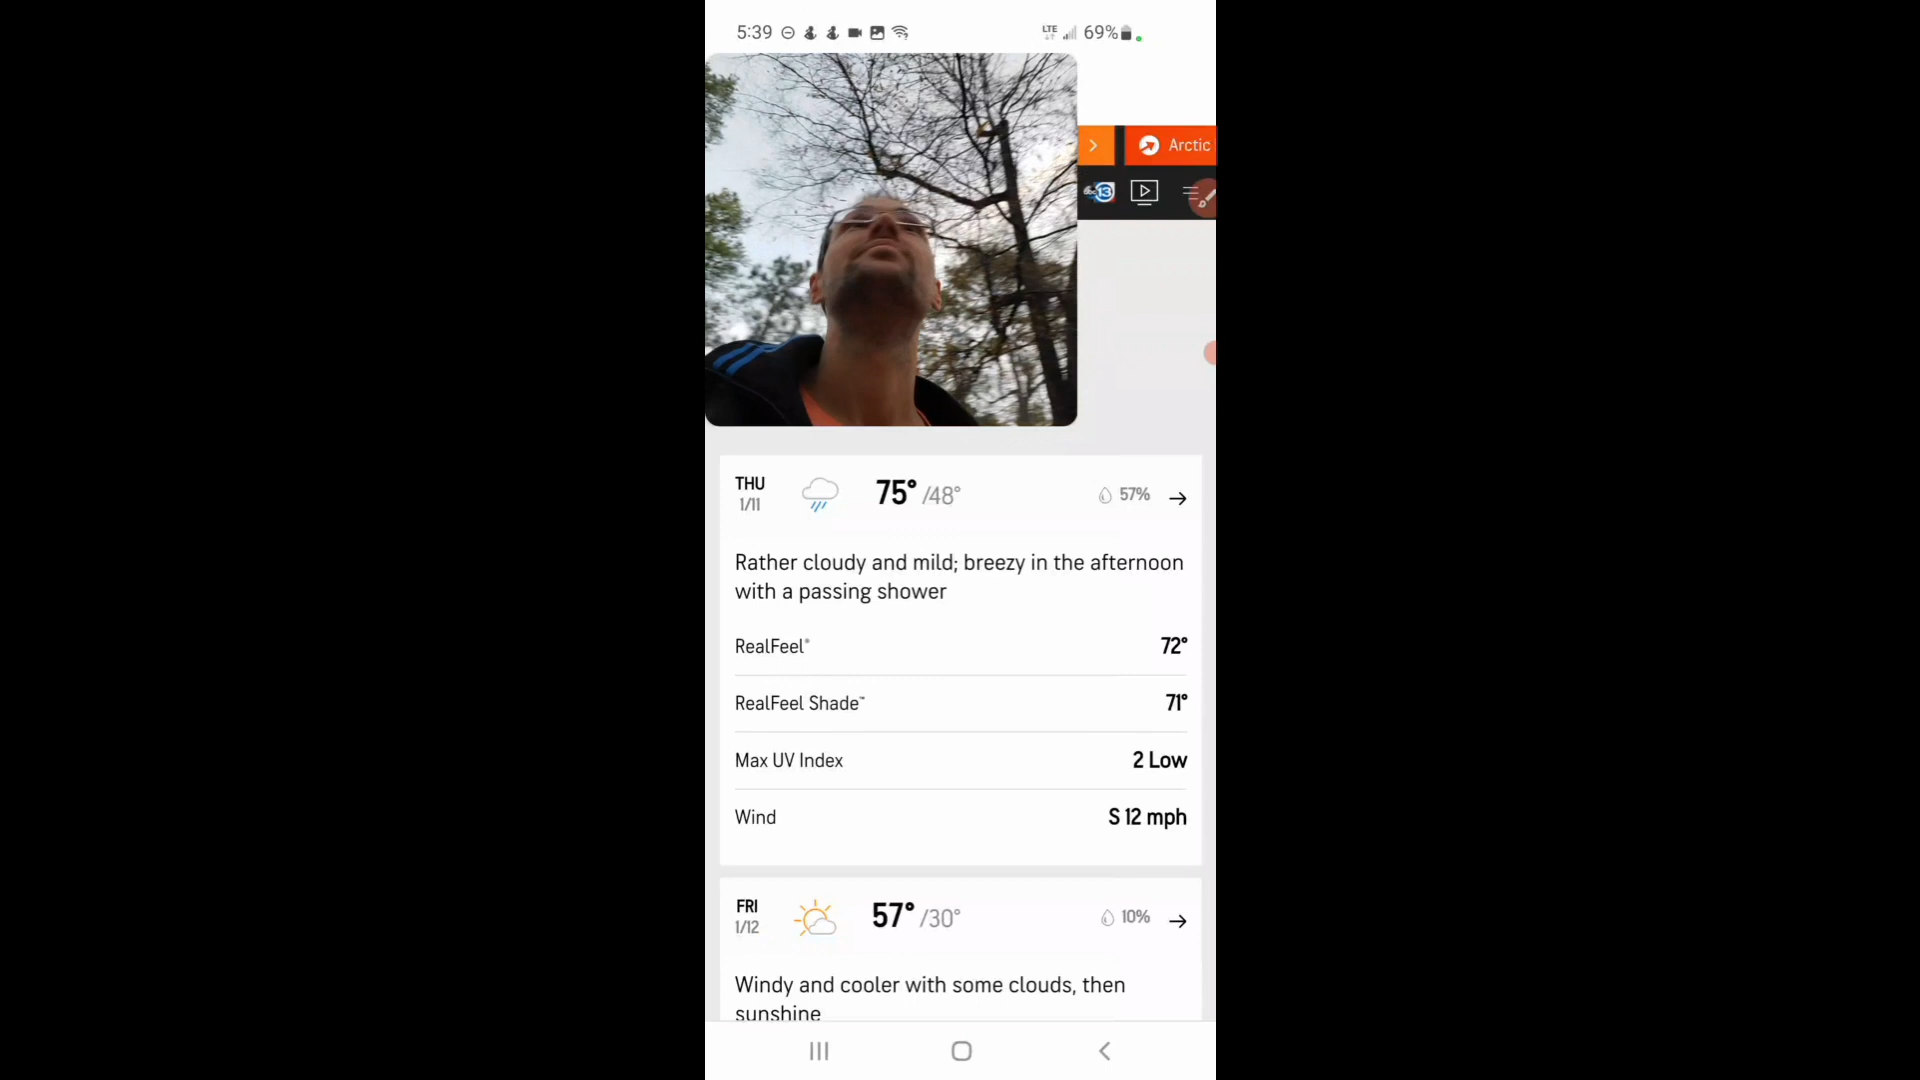 5:39
LTE
69%
Arctic
abc 13
THU
1/11
75° /48°
57%
Rather cloudy and mild; breezy in the afternoon
with a passing shower
RealFeel® 72°
RealFeel Shade™ 71°
Max UV Index 2 Low
Wind S 12 mph
FRI
1/12
57° /30°
10%
Windy and cooler with some clouds, then
sunshine